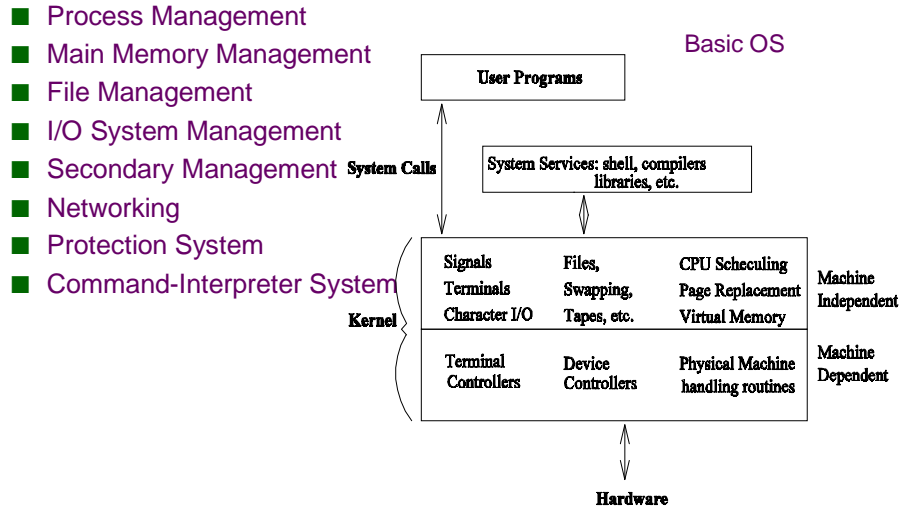 Process Management
Main Memory Management
File Management
I/O System Management
Secondary Management
Networking
Protection System
Command-Interpreter System
Basic OS
User Programs
System Calls
System Services: shell, compilers
libraries, etc.
Kernel
Signals
Terminals
Character I/O
Files,
Swapping,
Tapes, etc.
CPU Scheculing
Page Replacement
Virtual Memory
Machine
Independent
Terminal
Controllers
Device
Controllers
Physical Machine
handling routines
Machine
Dependent
Hardware